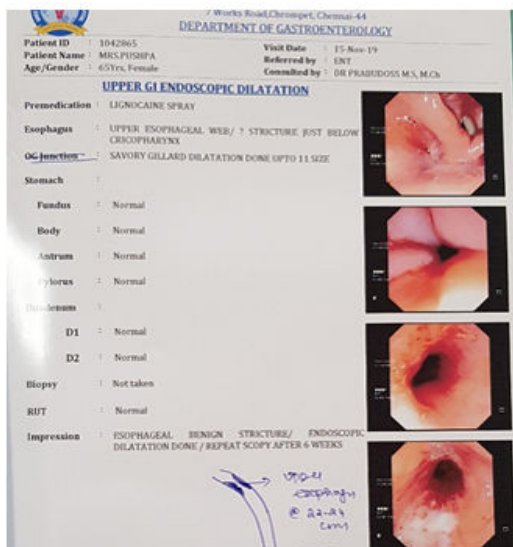 7 Works Road,Chrompet, Chennai-44
DEPARTMENT OF GASTROENTEROLOGY
Patient ID : 1042865
Patient Name : MRS.PUSHPA
Age/Gender : 65Yrs, Female
Visit Date : 15-Nov-19
Referred by : ENT
Consulted by : DR PRABUDOSS M.S, M.Ch
UPPER GI ENDOSCOPIC DILATATION
Premedication : LIGNOCAINE SPRAY
Esophagus : UPPER ESOPHAGEAL WEB/ ? STRICTURE JUST BELOW
CRICOPHARYNX
OG Junction : SAVORY GILLARD DILATATION DONE UPTO 11 SIZE
Stomach :
Fundus : Normal
Body : Normal
Antrum : Normal
Pylorus : Normal
Duodenum :
D1 : Normal
D2 : Normal
Biopsy : Not taken
RUT : Normal
Impression : ESOPHAGEAL BENIGN STRICTURE/ ENDOSCOPIC
DILATATION DONE / REPEAT SCOPY AFTER 6 WEEKS
upper
esophagus
@ 22-24
cm